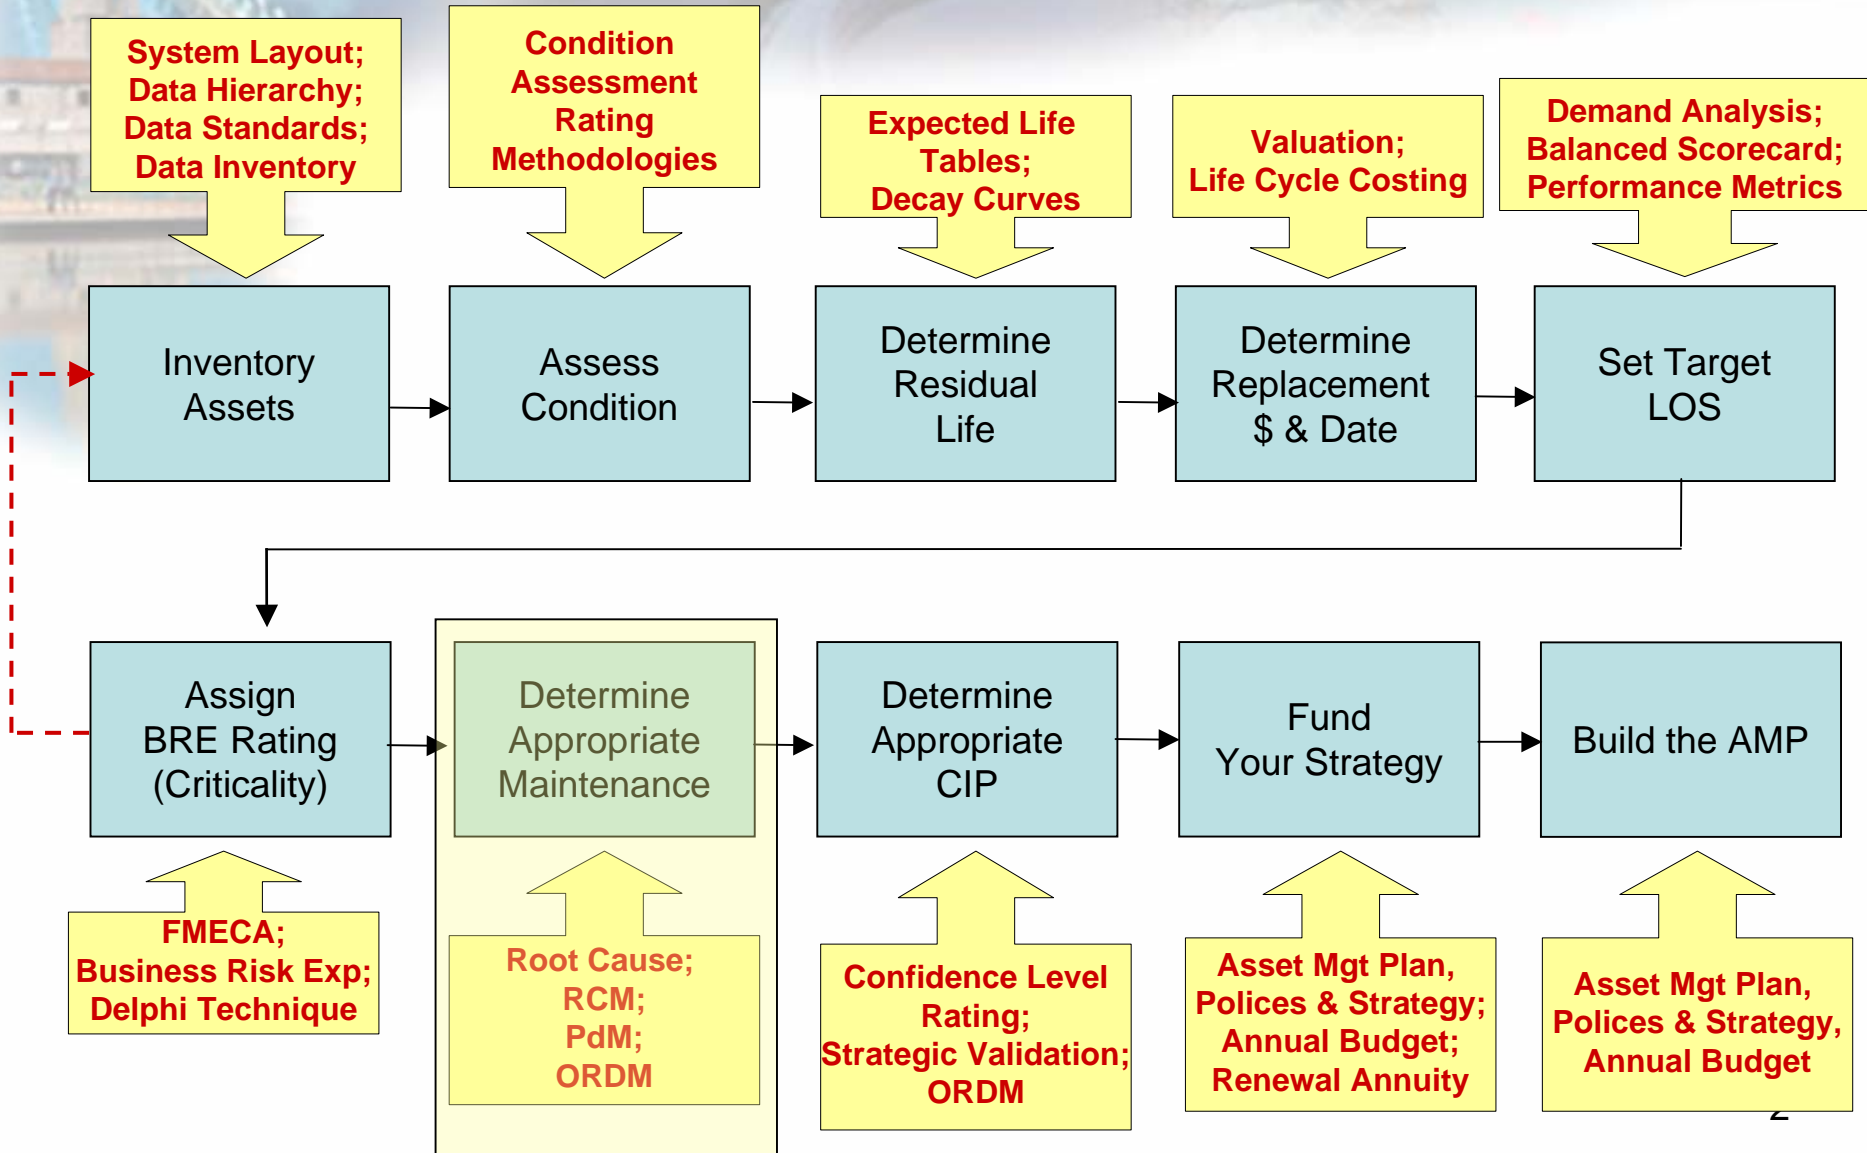 System Layout;
Data Hierarchy;
Data Standards;
Data Inventory
Condition
Assessment
Rating
Methodologies
Expected Life
Tables;
Decay Curves
Valuation;
Life Cycle Costing
Demand Analysis;
Balanced Scorecard;
Performance Metrics
Inventory
Assets
Assess
Condition
Determine
Residual
Life
Determine
Replacement
$ & Date
Set Target
LOS
Assign
BRE Rating
(Criticality)
Determine
Appropriate
Maintenance
Determine
Appropriate
CIP
Fund
Your Strategy
Build the AMP
FMECA;
Business Risk Exp;
Delphi Technique
Root Cause;
RCM;
PdM;
ORDM
Confidence Level
Rating;
Strategic Validation;
ORDM
Asset Mgt Plan,
Polices & Strategy;
Annual Budget;
Renewal Annuity
Asset Mgt Plan,
Polices & Strategy,
Annual Budget
2